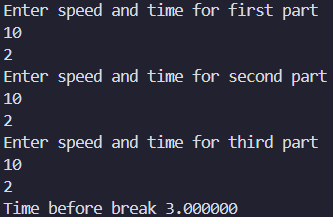 Enter speed and time for first part
10
2
Enter speed and time for second part
10
2
Enter speed and time for third part
10
2
Time before break 3.000000